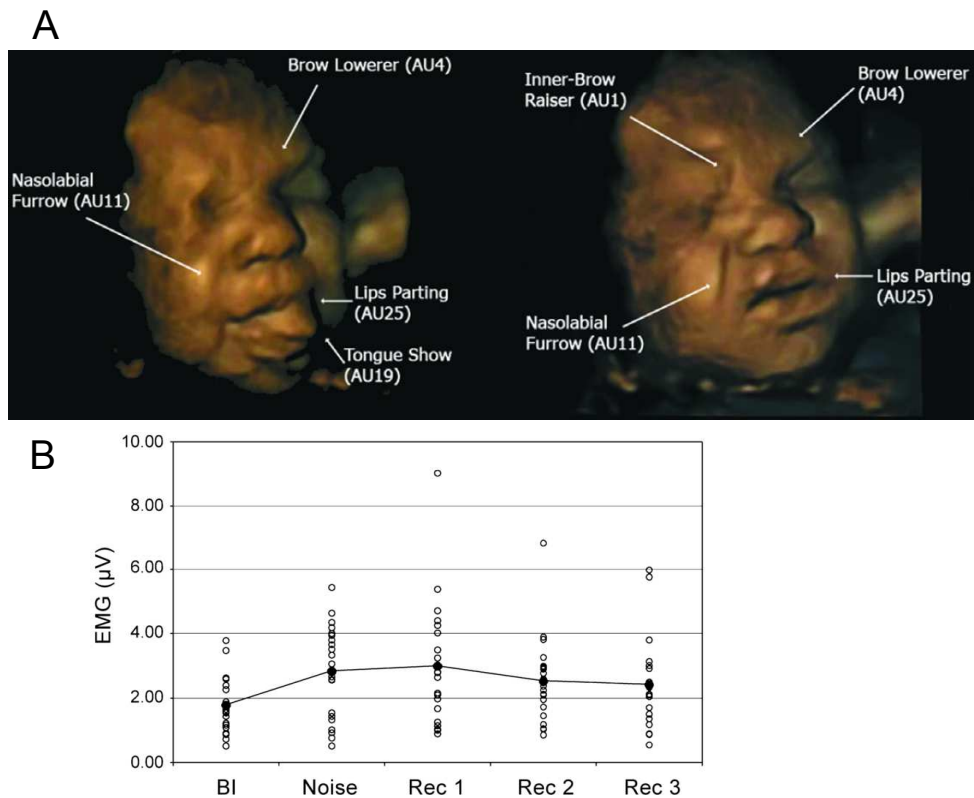 A
Brow Lowerer (AU4)
Nasolabial
Furrow (AU11)
Lips Parting
(AU25)
Tongue Show
(AU19)
Inner-Brow
Raiser (AU1)
Brow Lowerer
(AU4)
Lips Parting
(AU25)
Nasolabial
Furrow (AU11)
B
EMG (µV)
10.00
8.00
6.00
4.00
2.00
0.00
BI Noise Rec 1 Rec 2 Rec 3